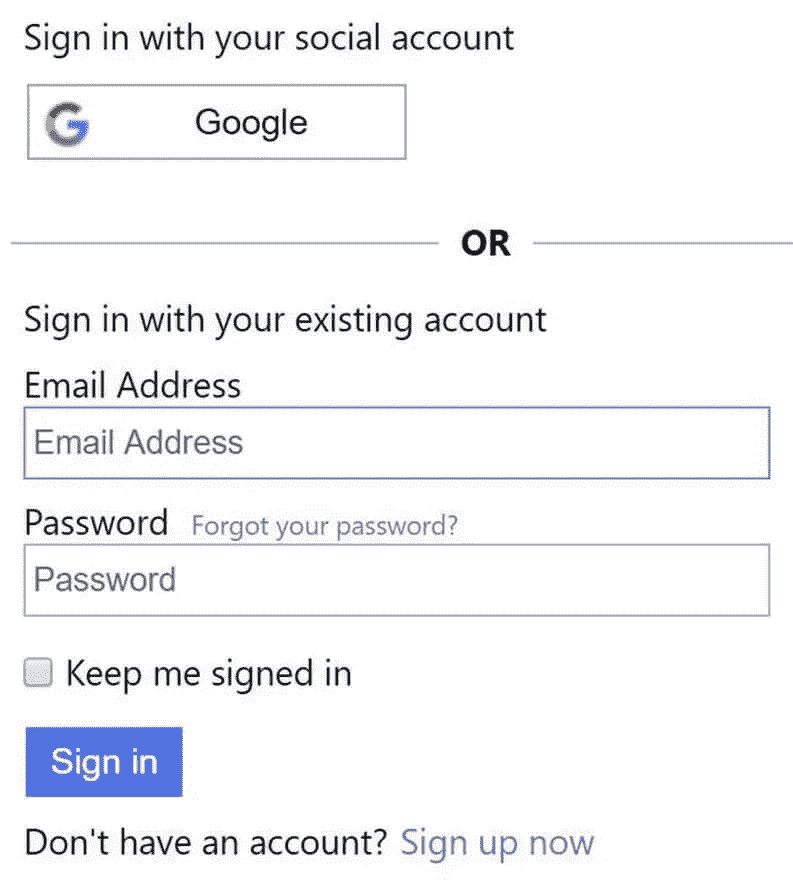 Sign in with your social account
Google
OR
Sign in with your existing account
Email Address
Email Address
Password Forgot your password?
Password
Keep me signed in
Sign in
Don't have an account? Sign up now